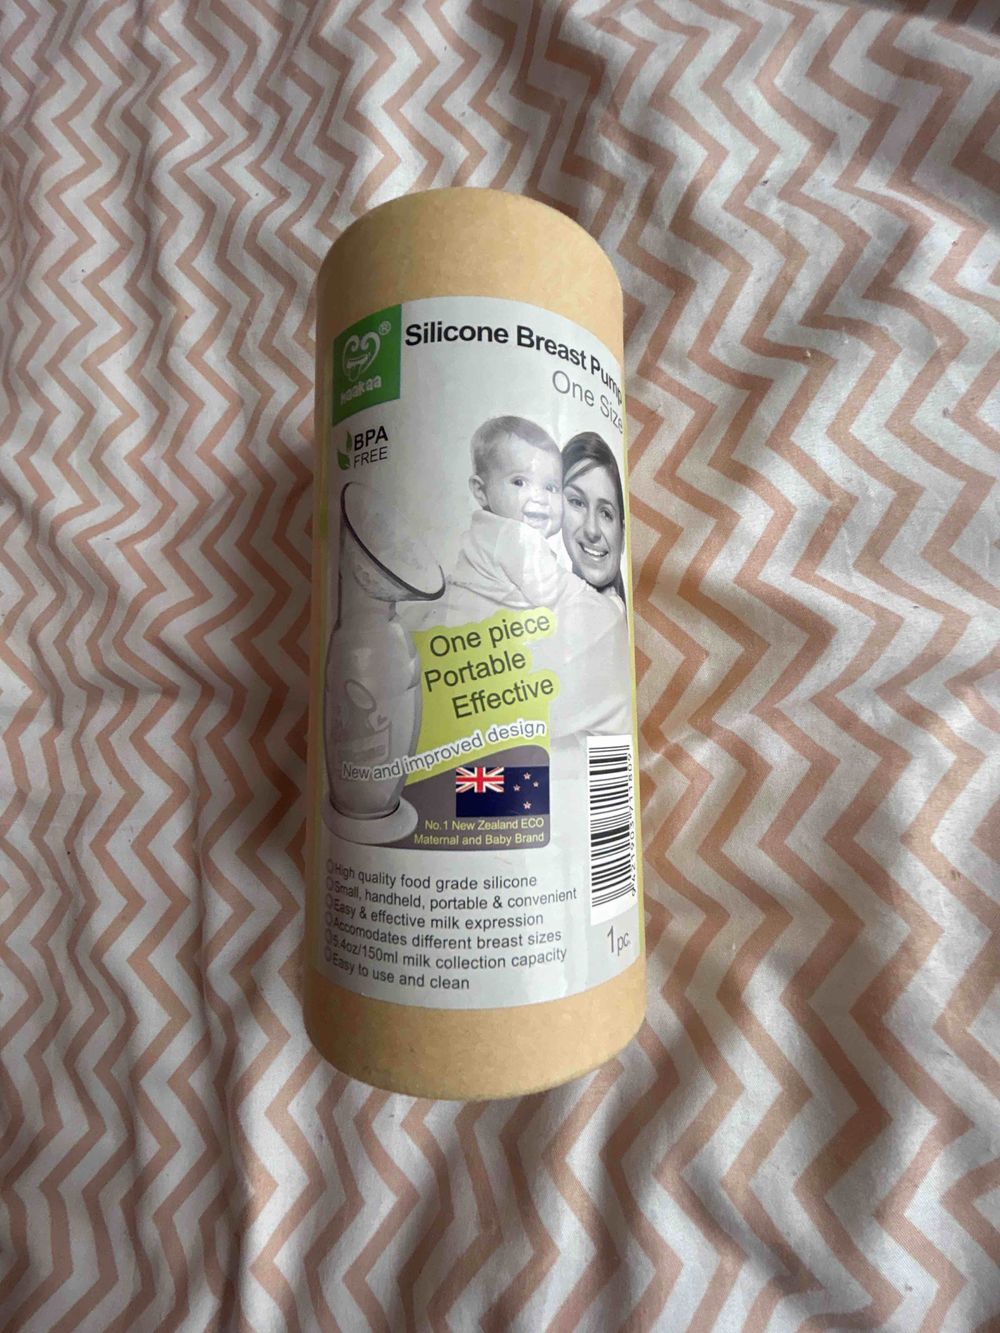 Silicone Breast Pump
One Size
haakaa
®
BPA
FREE
One piece
Portable
Effective
New and improved design
No.1 New Zealand ECO
Maternal and Baby Brand
High quality food grade silicone
Small, handheld, portable & convenient
Easy & effective milk expression
Accomodates different breast sizes
5.4oz/150ml milk collection capacity
Easy to use and clean
1pc.